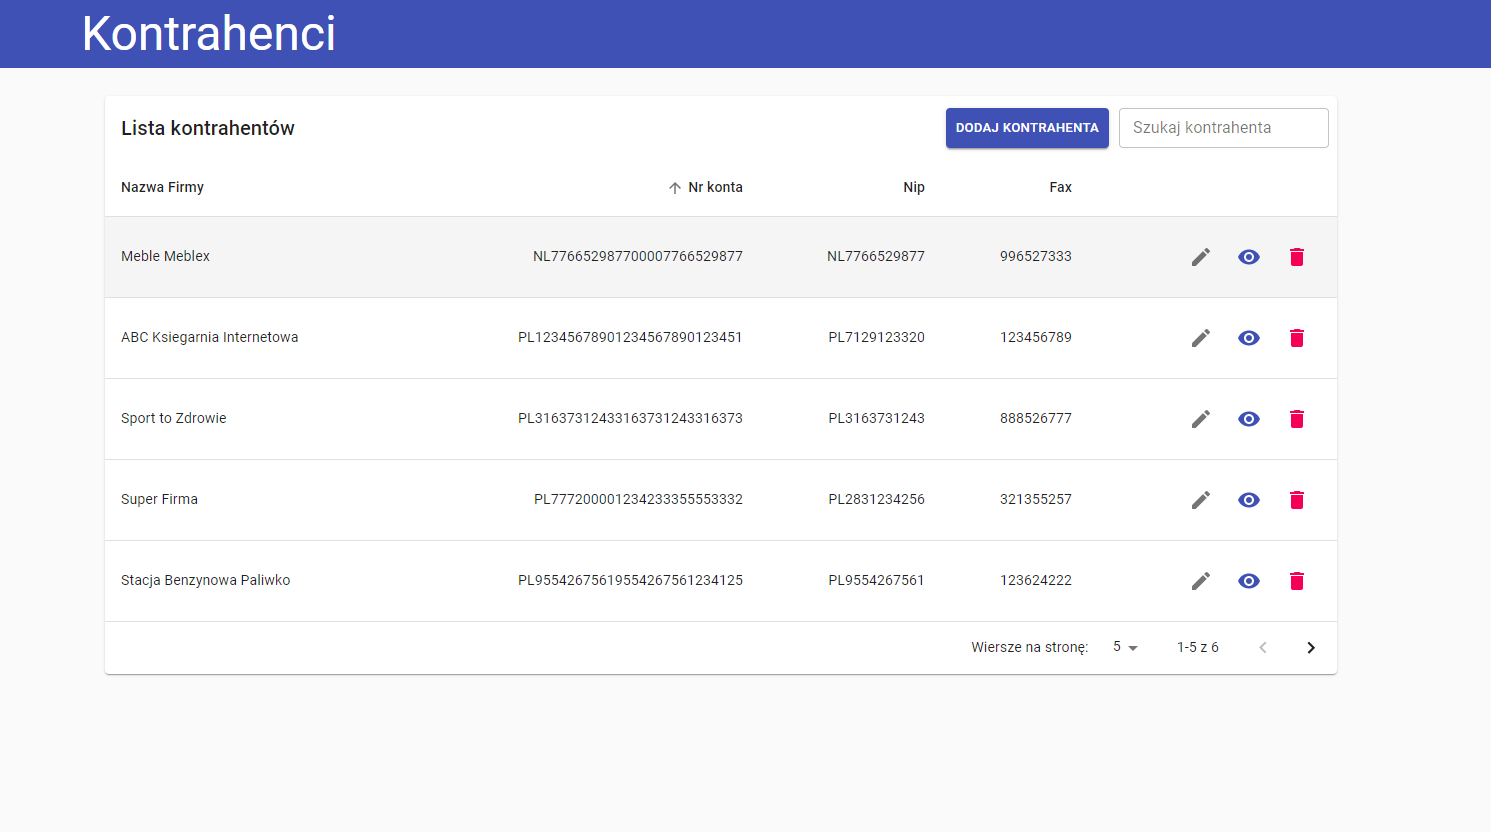 Kontrahenci
Lista kontrahentów DODAJ KONTRAHENTA Szukaj kontrahenta
Nazwa Firmy Nr konta Nip Fax
Meble Meblex NL776652987700007766529877 NL7766529877 996527333
ABC Ksiegarnia Internetowa PL12345678901234567890123451 PL7129123320 123456789
Sport to Zdrowie PL31637312433163731243316373 PL3163731243 888526777
Super Firma PL7772000012342333555533332 PL2831234256 321355257
Stacja Benzynowa Paliwko PL95542675619554267561234125 PL9554267561 123624222
Wiersze na stronę: 5 1-5 z 6